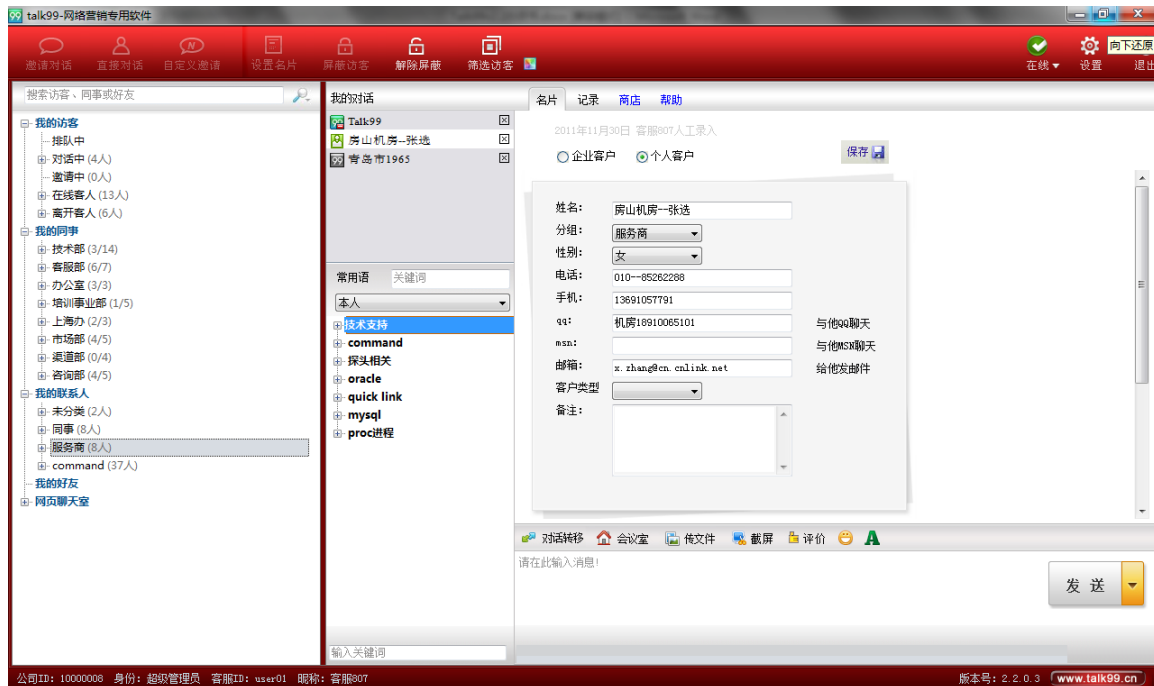 talk99-网络营销专用软件
邀请对话 直接对话 自定义邀请 设置名片 屏蔽访客 解除屏蔽 筛选访客 在线 设置 退出
向下还原
搜索访客、同事或好友
我的访客
排队中
对话中 (4人)
邀请中 (0人)
在线客人 (13人)
离开客人 (6人)
我的同事
技术部 (3/14)
客服部 (6/7)
办公室 (3/3)
培训事业部 (1/5)
上海办 (2/3)
市场部 (4/5)
渠道部 (0/4)
咨询部 (4/5)
我的联系人
未分类 (2人)
同事 (8人)
服务商 (8人)
command (37人)
我的好友
网页聊天室
我的对话
Talk99
房山机房--张选
青岛市1965
常用语 关键词
本人
技术支持
command
探头相关
oracle
quick link
mysql
proc进程
输入关键词
名片 记录 商店 帮助
2011年11月30日 客服807人工录入
企业客户 个人客户 保存
姓名: 房山机房--张选
分组: 服务商
性别: 女
电话: 010--85262288
手机: 13691057791
qq: 机房18910065101 与他QQ聊天
msn: 与他MSN聊天
邮箱: x.zhang@cn.cnlink.net 给他发邮件
客户类型
备注:
对话转移 会议室 传文件 截屏 评价 A
请在此输入消息!
发 送
公司ID: 10000008 身份: 超级管理员 客服ID: user01 昵称: 客服807 版本号: 2.2.0.3 www.talk99.cn